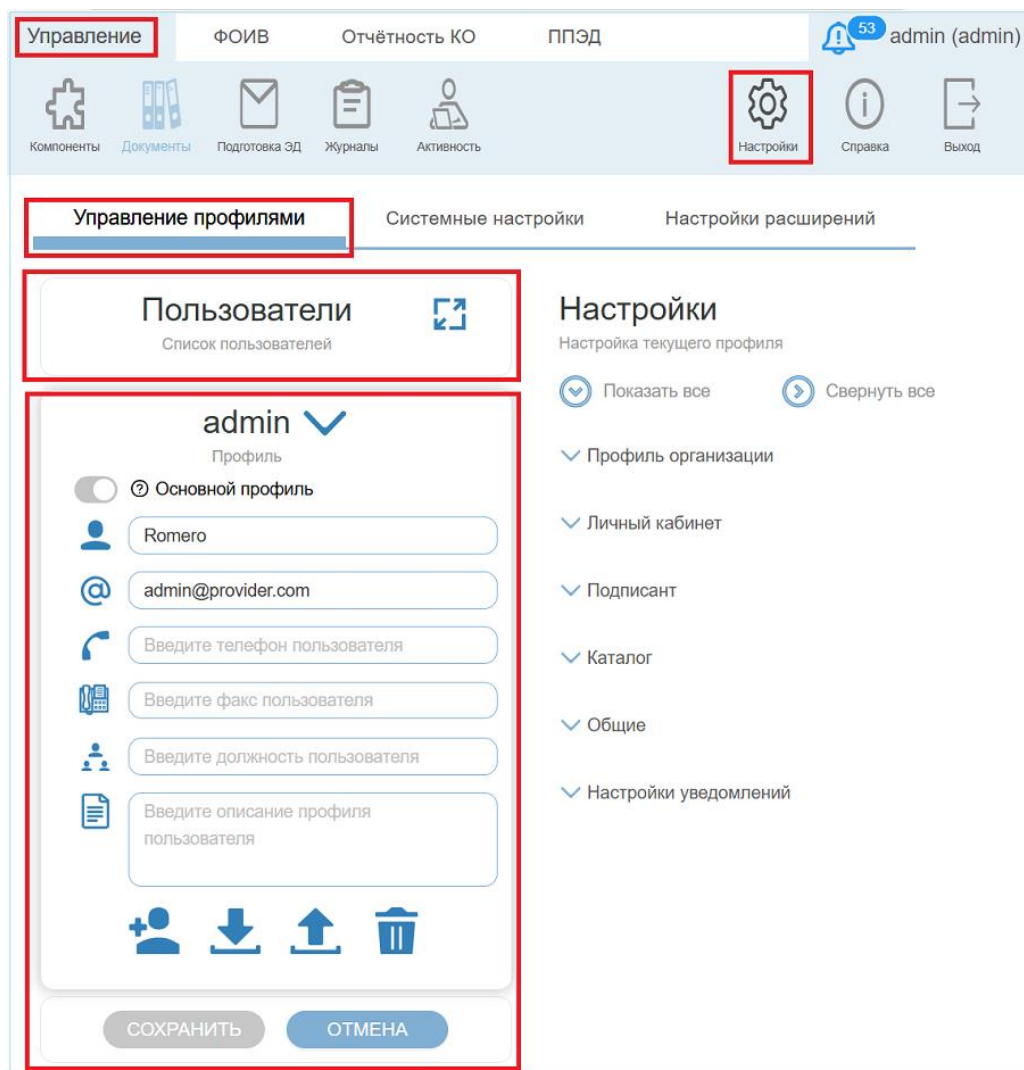 Управление ФОИВ Отчётность КО ППЭД 53 admin (admin)
Компоненты Документы Подготовка ЭД Журналы Активность Настройки Справка Выход
Управление профилями Системные настройки Настройки расширений
Пользователи
Список пользователей
admin
Профиль
Основной профиль
Romero
admin@provider.com
Введите телефон пользователя
Введите факс пользователя
Введите должность пользователя
Введите описание профиля
пользователя
СОХРАНИТЬ ОТМЕНА
Настройки
Настройка текущего профиля
Показать все Свернуть все
Профиль организации
Личный кабинет
Подписант
Каталог
Общие
Настройки уведомлений